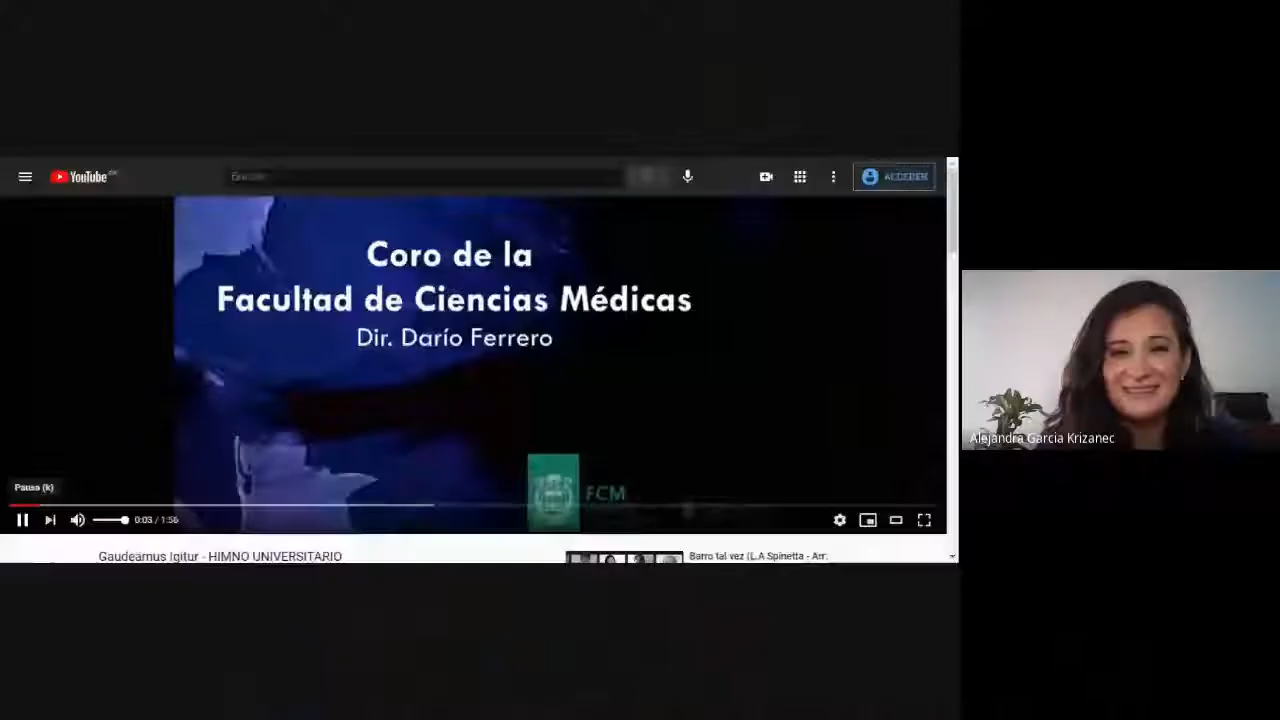 YouTube
Buscar
ACCEDER
Coro de la
Facultad de Ciencias Médicas
Dir. Darío Ferrero
FCM
Pausa (k)
0:03 / 1:56
Gaudeamus Igitur - HIMNO UNIVERSITARIO
Barro tal vez (L.A Spinetta - Arr.
Alejandra Garcia Krizanec